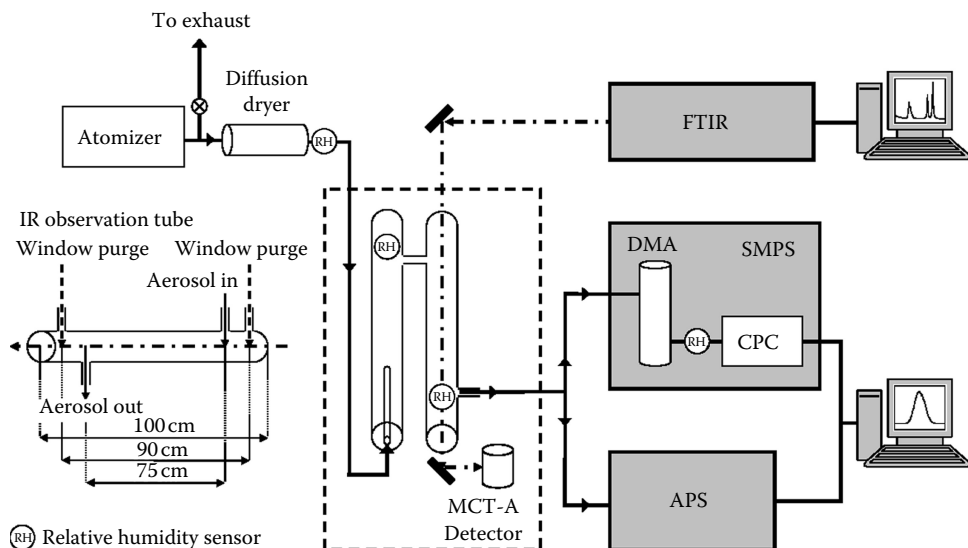 To exhaust
Diffusion
dryer
Atomizer
RH
FTIR
IR observation tube
Window purge
Window purge
Aerosol in
RH
DMA
SMPS
RH
CPC
Aerosol out
RH
100 cm
90 cm
75 cm
MCT-A
Detector
APS
RH Relative humidity sensor